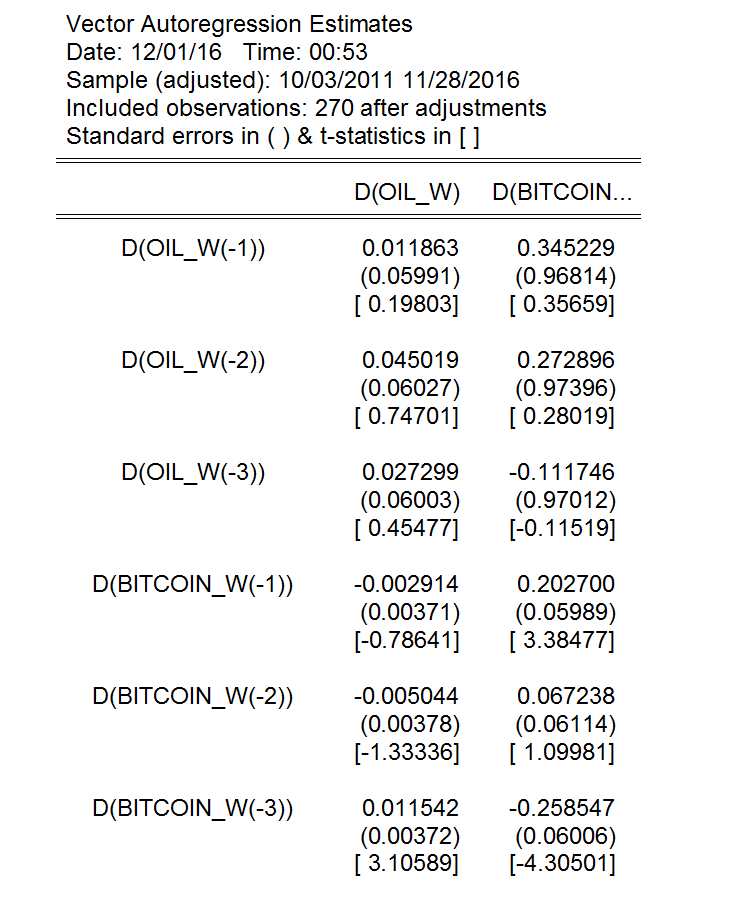 Vector Autoregression Estimates
Date: 12/01/16 Time: 00:53
Sample (adjusted): 10/03/2011 11/28/2016
Included observations: 270 after adjustments
Standard errors in ( ) & t-statistics in [ ]
D(OIL_W) D(BITCOIN...
D(OIL_W(-1)) 0.011863 0.345229
(0.05991) (0.96814)
[ 0.19803] [ 0.35659]
D(OIL_W(-2)) 0.045019 0.272896
(0.06027) (0.97396)
[ 0.74701] [ 0.28019]
D(OIL_W(-3)) 0.027299 -0.111746
(0.06003) (0.97012)
[ 0.45477] [-0.11519]
D(BITCOIN_W(-1)) -0.002914 0.202700
(0.00371) (0.05989)
[-0.78641] [ 3.38477]
D(BITCOIN_W(-2)) -0.005044 0.067238
(0.00378) (0.06114)
[-1.33336] [ 1.09981]
D(BITCOIN_W(-3)) 0.011542 -0.258547
(0.00372) (0.06006)
[ 3.10589] [-4.30501]